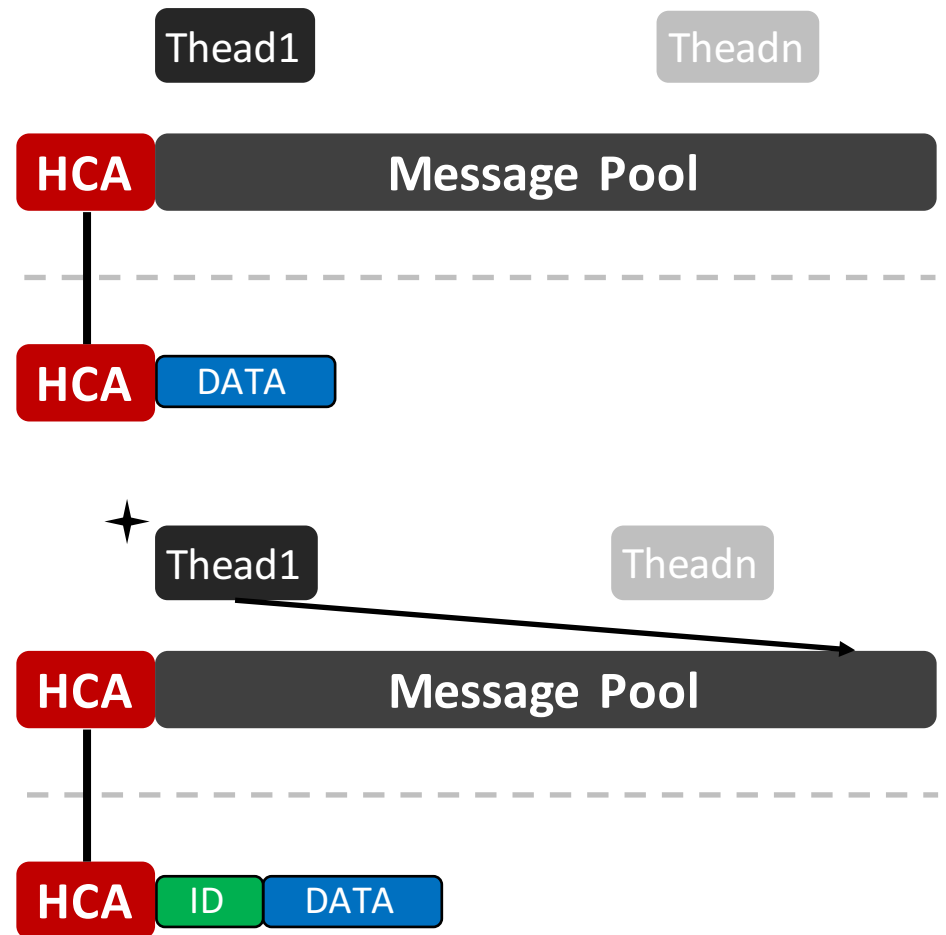 Thead1 Theadn
HCA Message Pool
HCA DATA
Thead1 Theadn
HCA Message Pool
HCA ID DATA